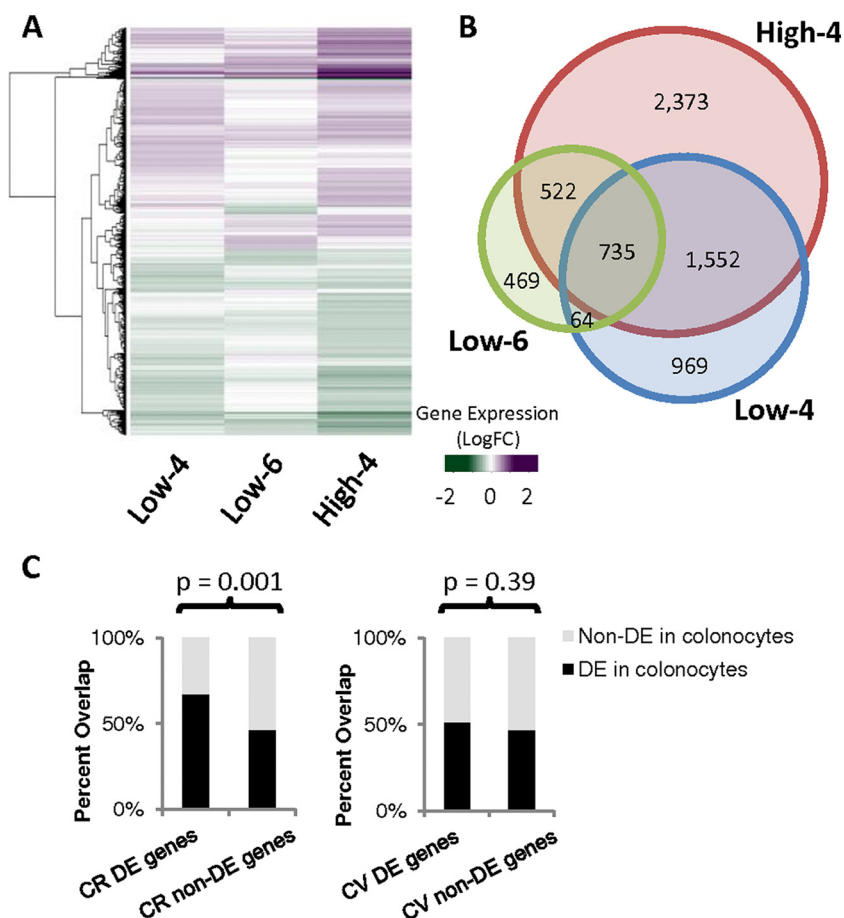 A
Low-4
Low-6
High-4
Gene Expression
(LogFC)
-2
0
2
B
High-4
2,373
522
735
1,552
469
64
Low-6
969
Low-4
C
p = 0.001
100%
50%
0%
Percent Overlap
CR DE genes
CR non-DE genes
p = 0.39
100%
50%
0%
Percent Overlap
CV DE genes
CV non-DE genes
Non-DE in colonocytes
DE in colonocytes